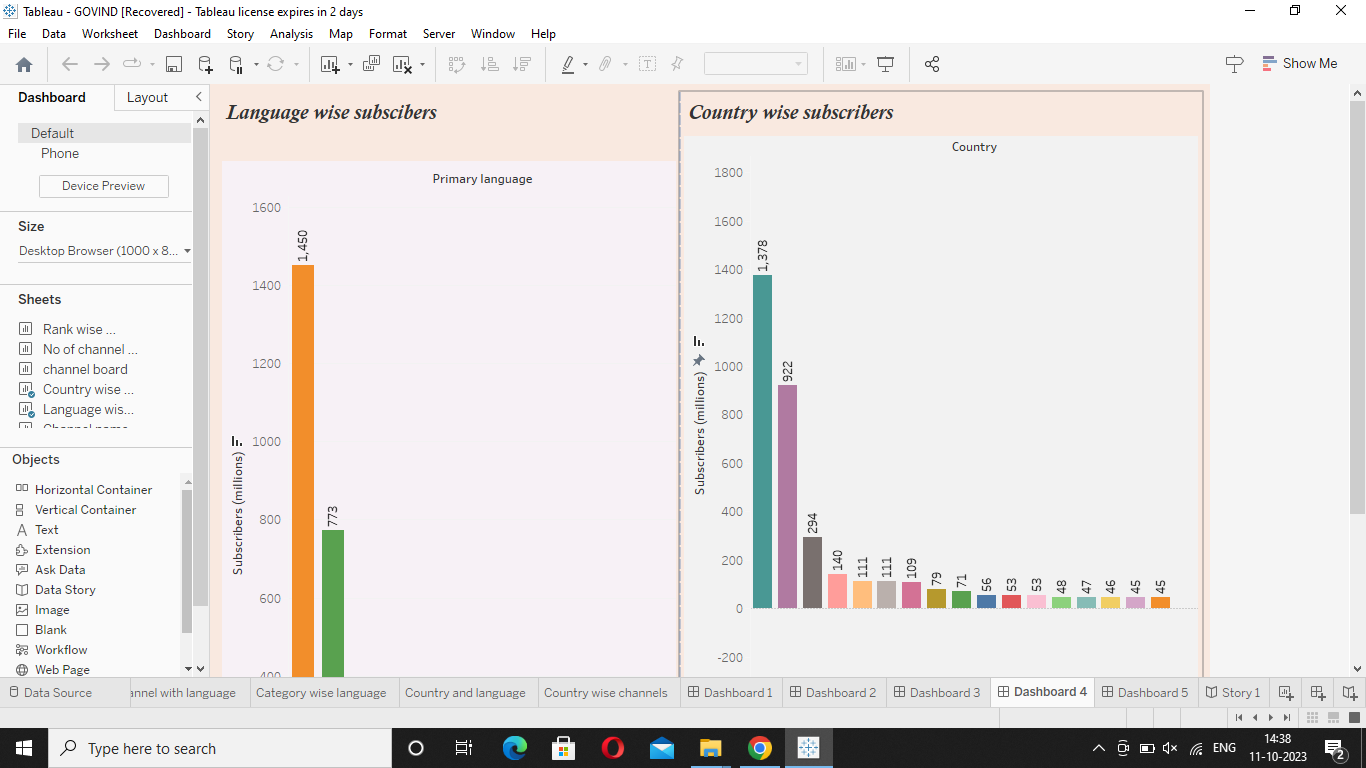 Tableau - GOVIND [Recovered] - Tableau license expires in 2 days
File Data Worksheet Dashboard Story Analysis Map Format Server Window Help
Show Me
Dashboard Layout
Default
Phone
Device Preview
Size
Desktop Browser (1000 x 8...
Sheets
Rank wise ...
No of channel ...
channel board
Country wise ...
Language wis...
Channel name
Objects
Horizontal Container
Vertical Container
Text
Extension
Ask Data
Data Story
Image
Blank
Workflow
Web Page
Language wise subscibers
Primary language
Subscribers (millions)
1600
1400
1200
1000
800
600
400
1,450
773
Country wise subscribers
Country
Subscribers (millions)
1800
1600
1400
1200
1000
800
600
400
200
0
-200
1,378
922
294
140
111
111
109
79
71
56
53
53
48
47
46
45
45
Data Source annel with language Category wise language Country and language Country wise channels Dashboard 1 Dashboard 2 Dashboard 3 Dashboard 4 Dashboard 5 Story 1
Type here to search
ENG
14:38
11-10-2023
2